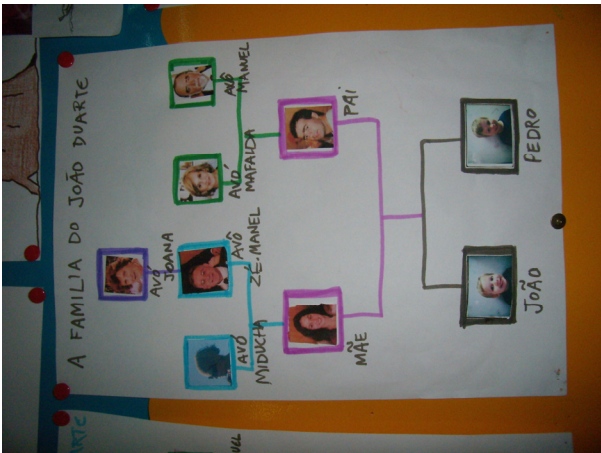 A FAMILIA DO JOÃO DUARTE
AVÓ
JOANA
AVÓ
MIDUCHA
AVÔ
ZÉ.MANEL
AVÓ
MAFALDA
AVÔ
MANEL
MÃE
PAI
JOÃO
PEDRO
ARTE